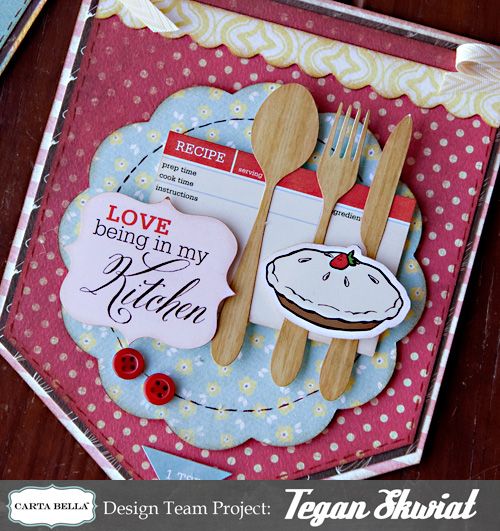 RECIPE
serving
prep time
cook time
instructions
ingredien
LOVE
being in my
Kitchen
CARTA BELLA
Design Team Project: Tegan Skwiat